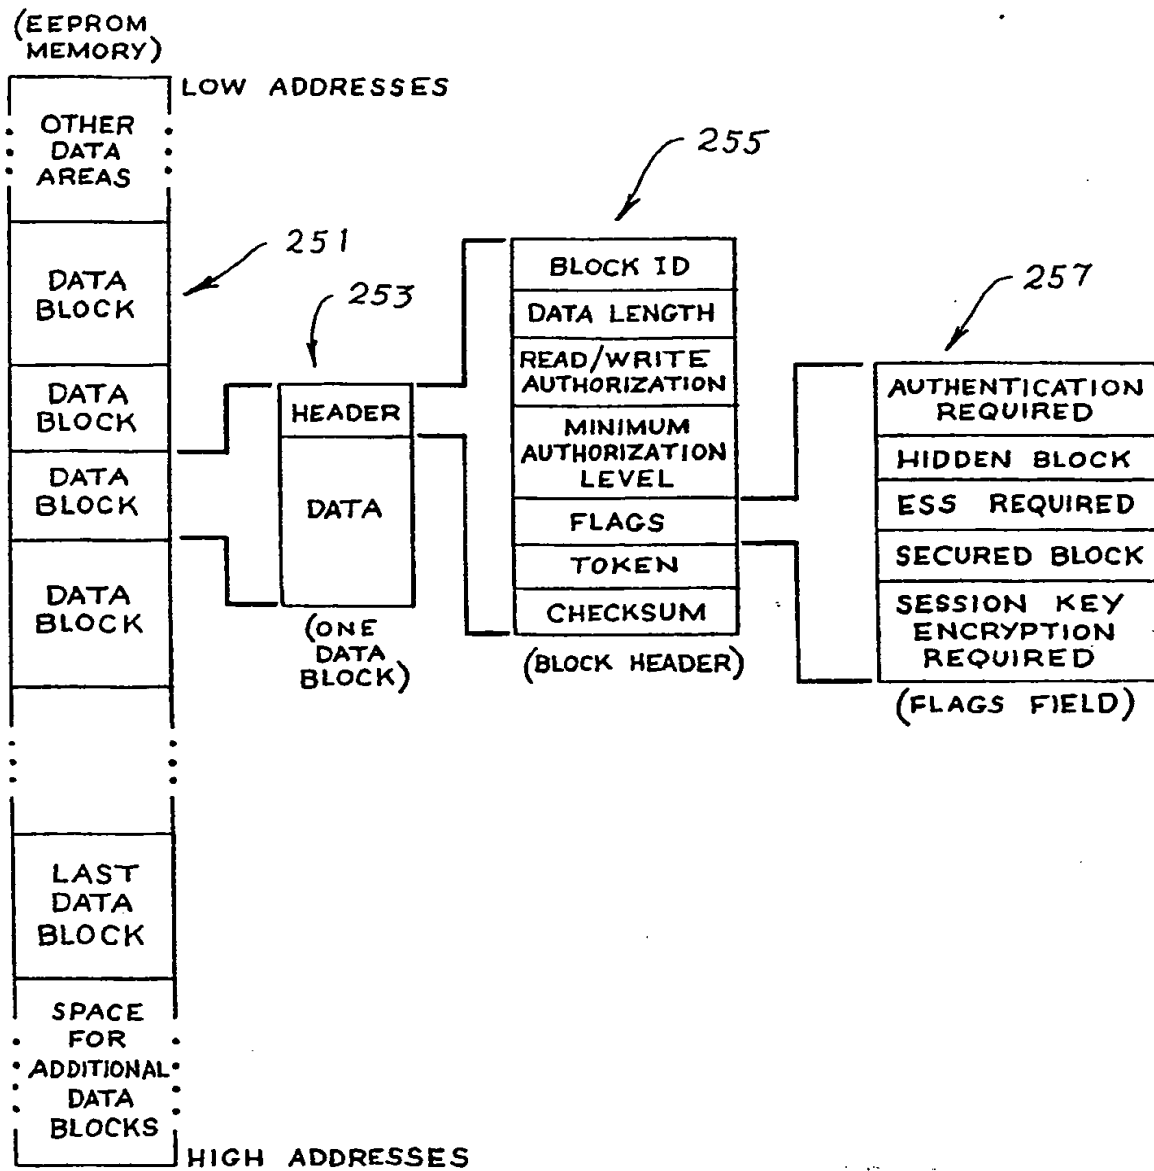 (EEPROM
MEMORY)
LOW ADDRESSES
OTHER
DATA
AREAS
DATA
BLOCK
251
DATA
BLOCK
DATA
BLOCK
DATA
BLOCK
LAST
DATA
BLOCK
SPACE
FOR
ADDITIONAL
DATA
BLOCKS
HIGH ADDRESSES
253
HEADER
DATA
(ONE
DATA
BLOCK)
255
BLOCK ID
DATA LENGTH
READ/WRITE
AUTHORIZATION
MINIMUM
AUTHORIZATION
LEVEL
FLAGS
TOKEN
CHECKSUM
(BLOCK HEADER)
257
AUTHENTICATION
REQUIRED
HIDDEN BLOCK
ESS REQUIRED
SECURED BLOCK
SESSION KEY
ENCRYPTION
REQUIRED
(FLAGS FIELD)